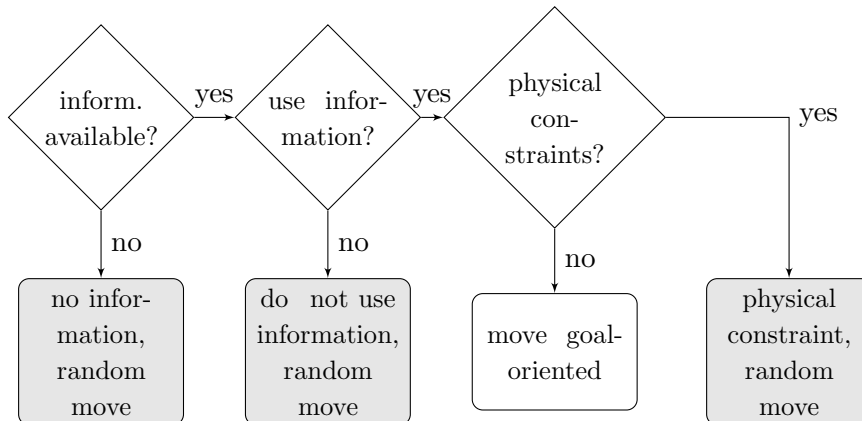 inform.
available?
yes
use infor-
mation?
yes
physical
con-
straints?
yes
no
no
no
no infor-
mation,
random
move
do not use
information,
random
move
move goal-
oriented
physical
constraint,
random
move